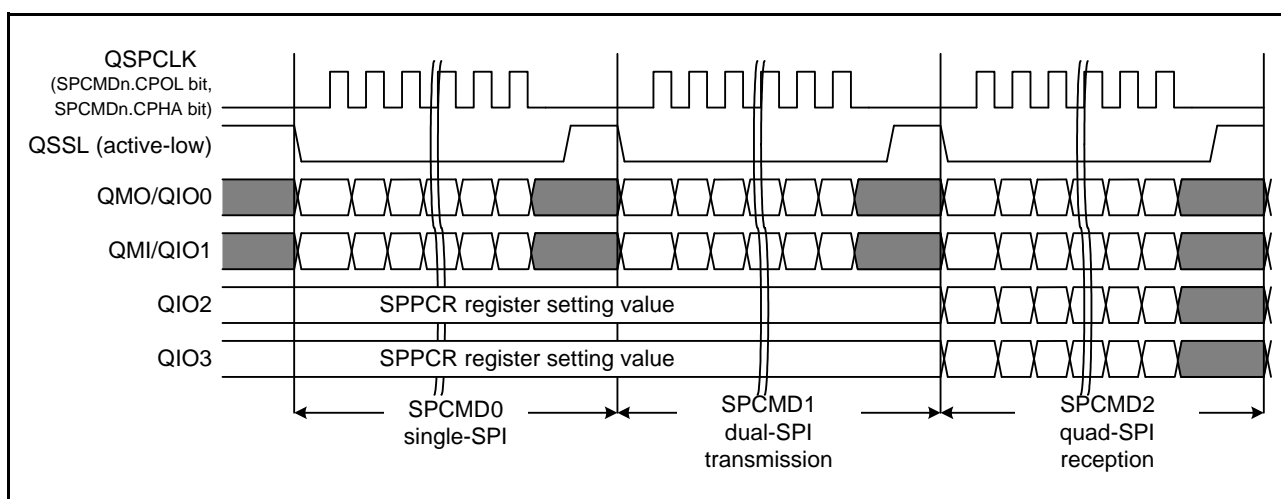 QSPCLK
(SPCMDn.CPOL bit,
SPCMDn.CPHA bit)
QSSL (active-low)
QMO/QIO0
QMI/QIO1
QIO2
SPPCR register setting value
QIO3
SPPCR register setting value
SPCMD0
single-SPI
SPCMD1
dual-SPI
transmission
SPCMD2
quad-SPI
reception